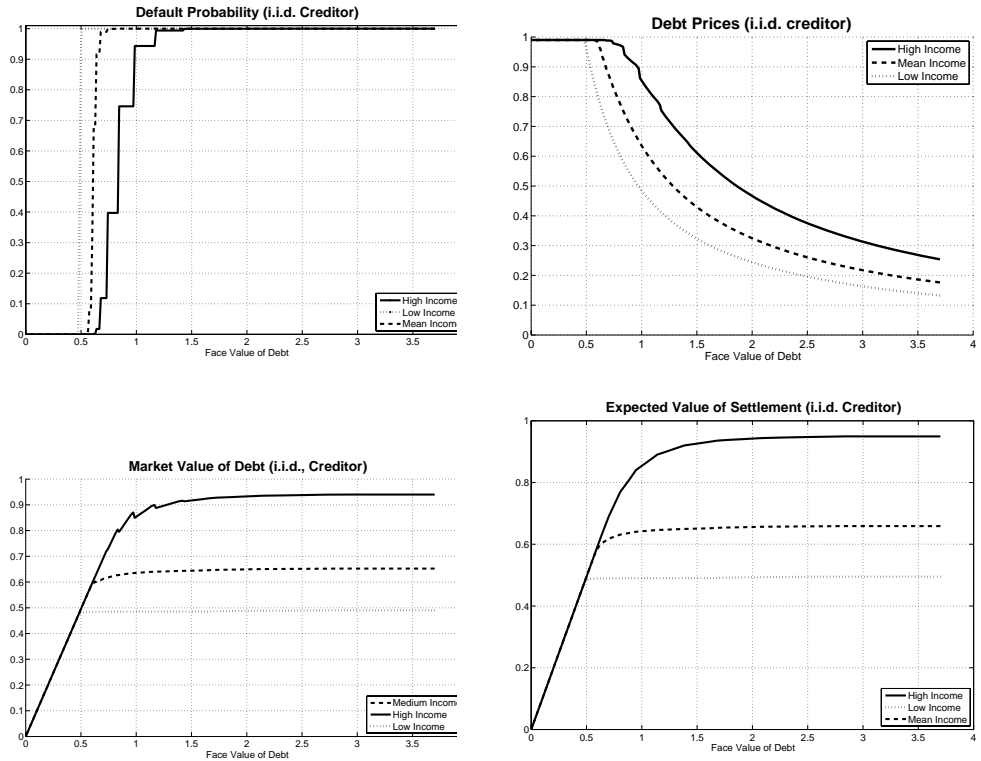 Default Probability (i.i.d. Creditor)
1
0.9
0.8
0.7
0.6
0.5
0.4
0.3
0.2
0.1
0
0 0.5 1 1.5 2 2.5 3 3.5
Face Value of Debt
High Income
Low Income
Mean Incom
Debt Prices (i.i.d. creditor)
1
0.9
0.8
0.7
0.6
0.5
0.4
0.3
0.2
0.1
0
0 0.5 1 1.5 2 2.5 3 3.5 4
Face Value of Debt
High Income
Mean Income
Low Income
Market Value of Debt (i.i.d., Creditor)
1
0.9
0.8
0.7
0.6
0.5
0.4
0.3
0.2
0.1
0
0 0.5 1 1.5 2 2.5 3 3.5
Face Value of Debt
Medium Incom
High Income
Low Income
Expected Value of Settlement (i.i.d. Creditor)
1
0.8
0.6
0.4
0.2
0
0 0.5 1 1.5 2 2.5 3 3.5 4
Face Value of Debt
High Income
Low Income
Mean Income